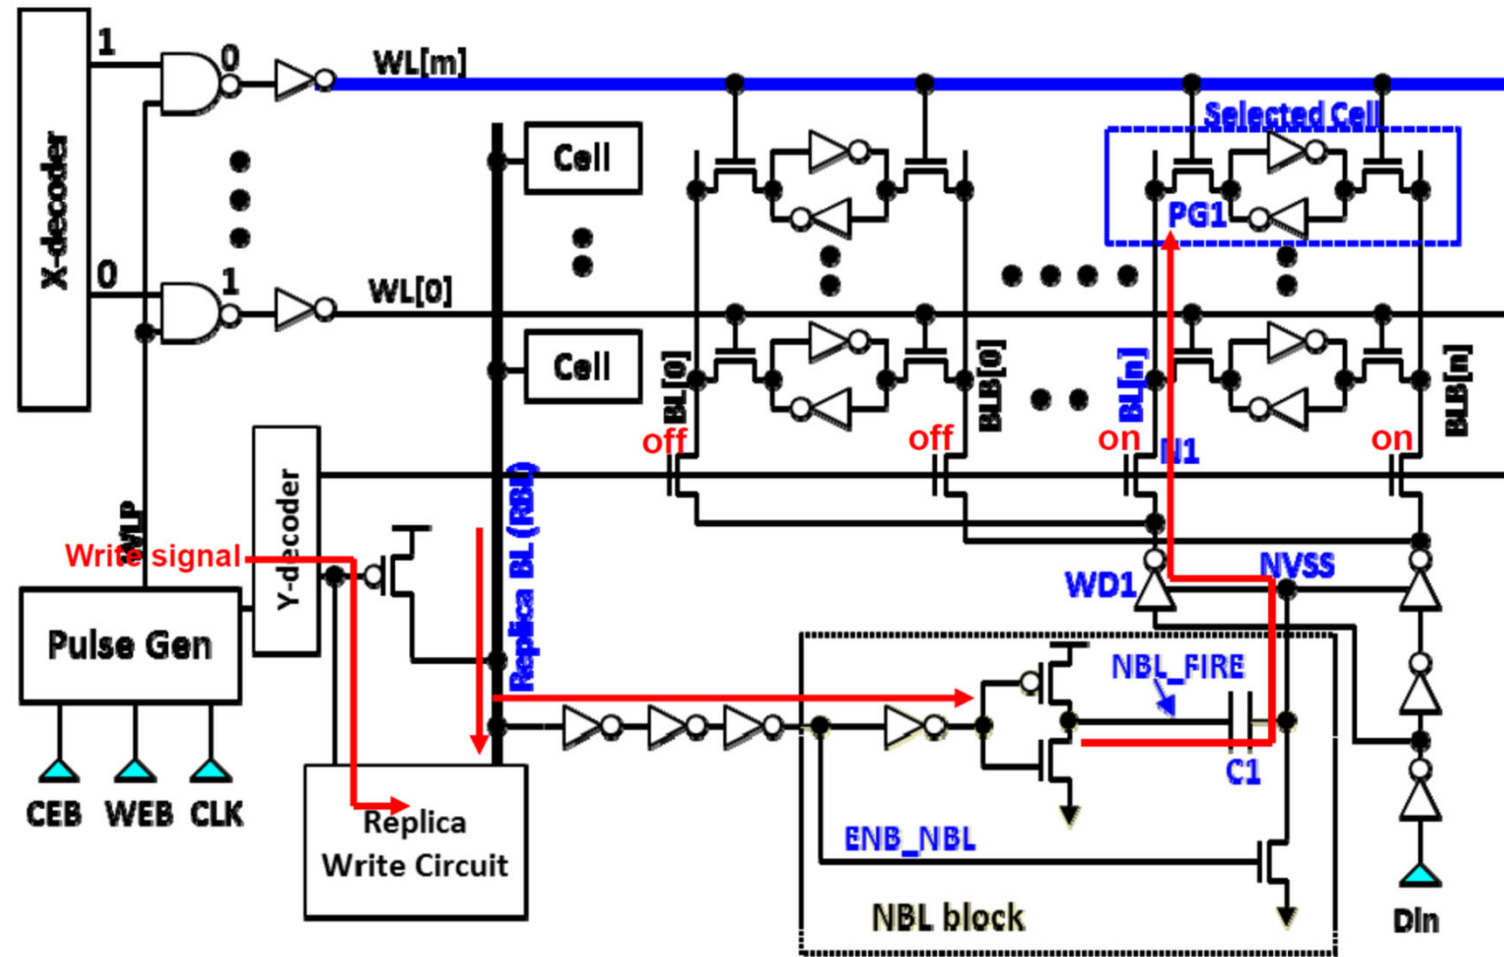 X-decoder
1
0
WL[m]
Selected Cell
Cell
PG1
0
1
WL[0]
Cell
BL[0]
BLB[0]
BL[n]
BLB[n]
off
off
on
N1
on
WLP
Write signal
Y-decoder
Replica BL (RBL)
WD1
NVSS
Pulse Gen
NBL_FIRE
C1
CEB
WEB
CLK
Replica
Write Circuit
ENB_NBL
NBL block
Din